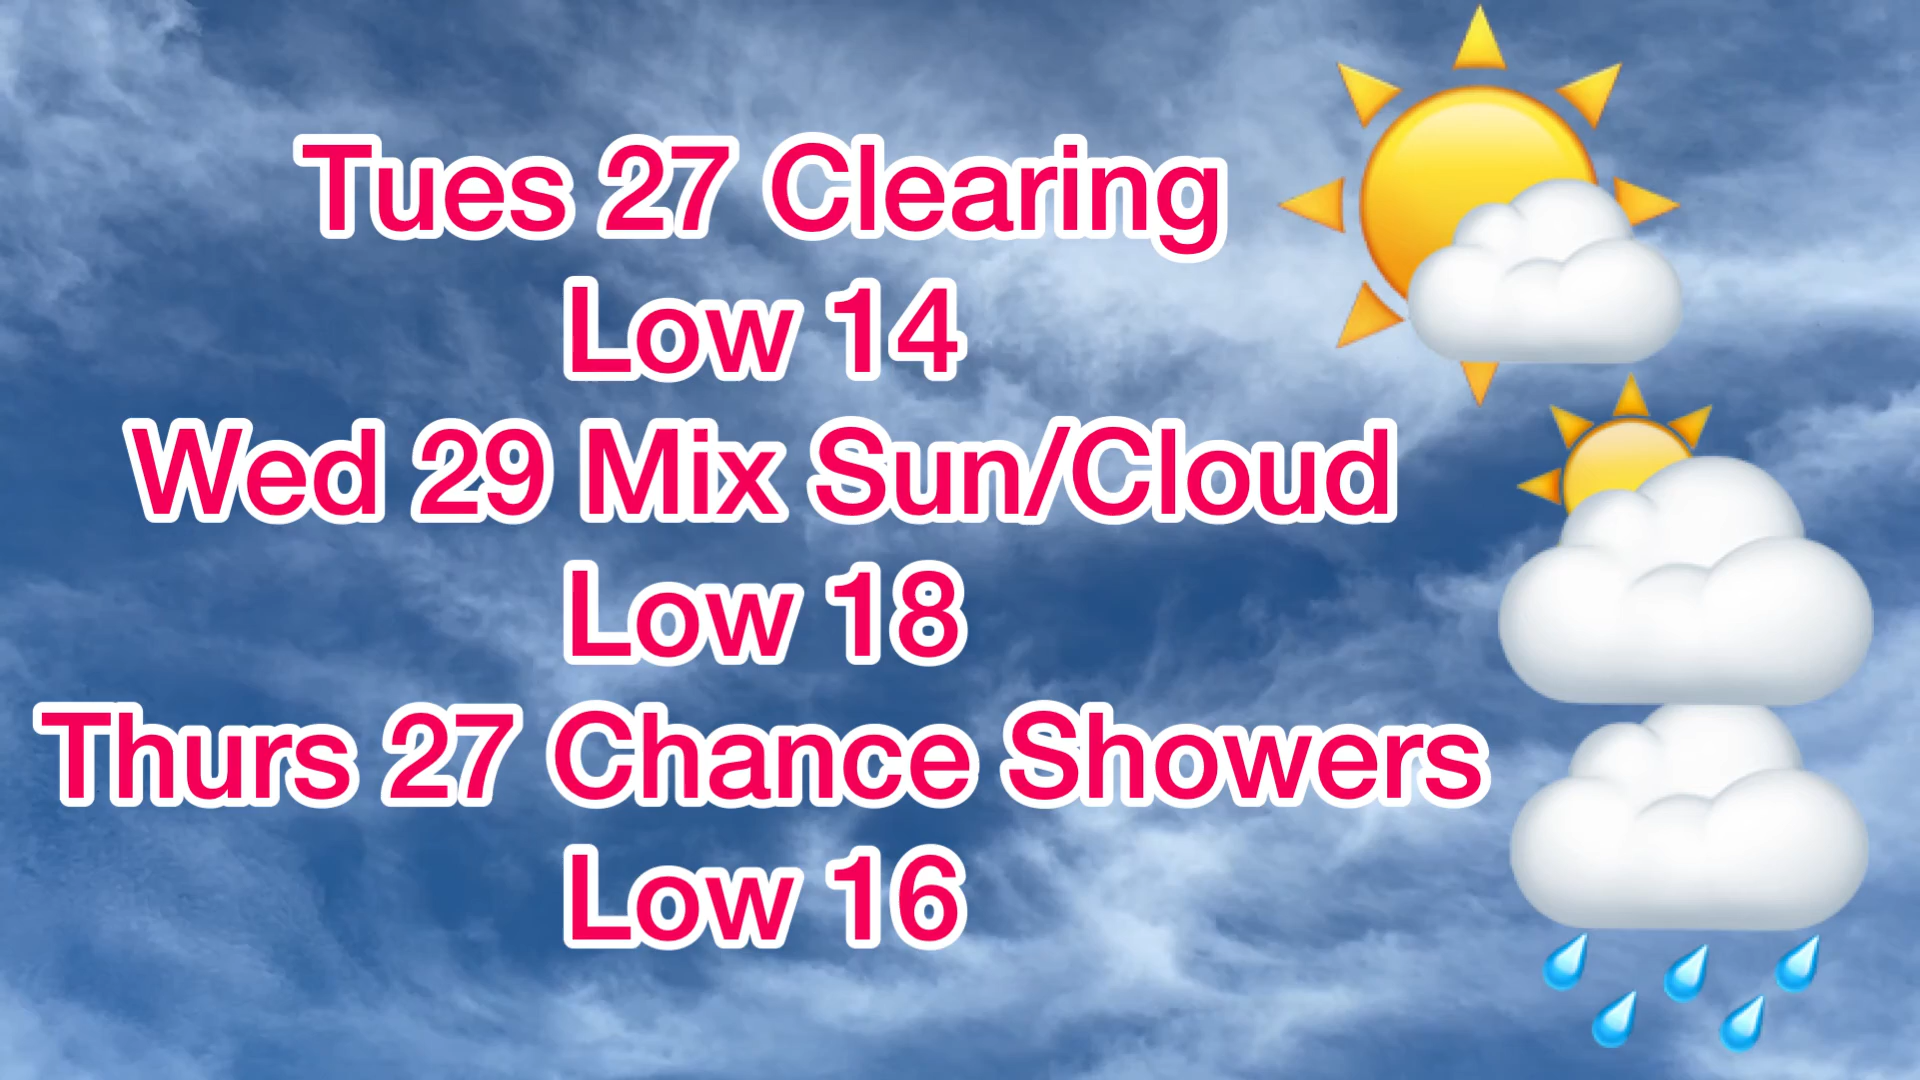 Tues 27 Clearing
Low 14
Wed 29 Mix Sun/Cloud
Low 18
Thurs 27 Chance Showers
Low 16